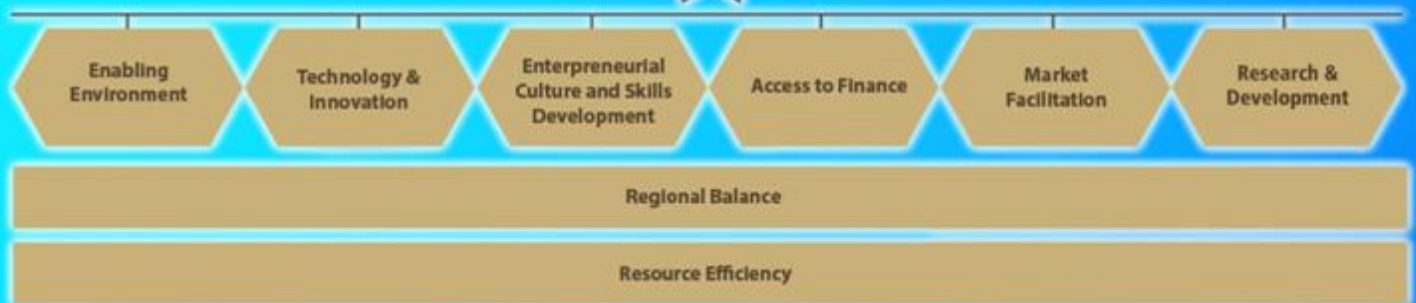 Enabling
Environment
Technology &
Innovation
Enterpreneurial
Culture and Skills
Development
Access to Finance
Market
Facilitation
Research &
Development
Regional Balance
Resource Efficiency